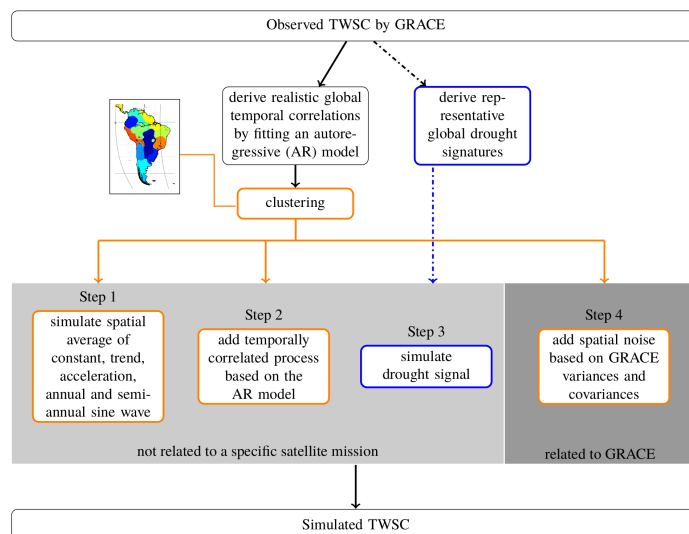 Observed TWSC by GRACE
derive realistic global
temporal correlations
by fitting an autore-
gressive (AR) model
derive rep-
resentative
global drought
signatures
clustering
Step 1
simulate spatial
average of
constant, trend,
acceleration,
annual and semi-
annual sine wave
Step 2
add temporally
correlated process
based on the
AR model
Step 3
simulate
drought signal
Step 4
add spatial noise
based on GRACE
variances and
covariances
not related to a specific satellite mission
related to GRACE
Simulated TWSC